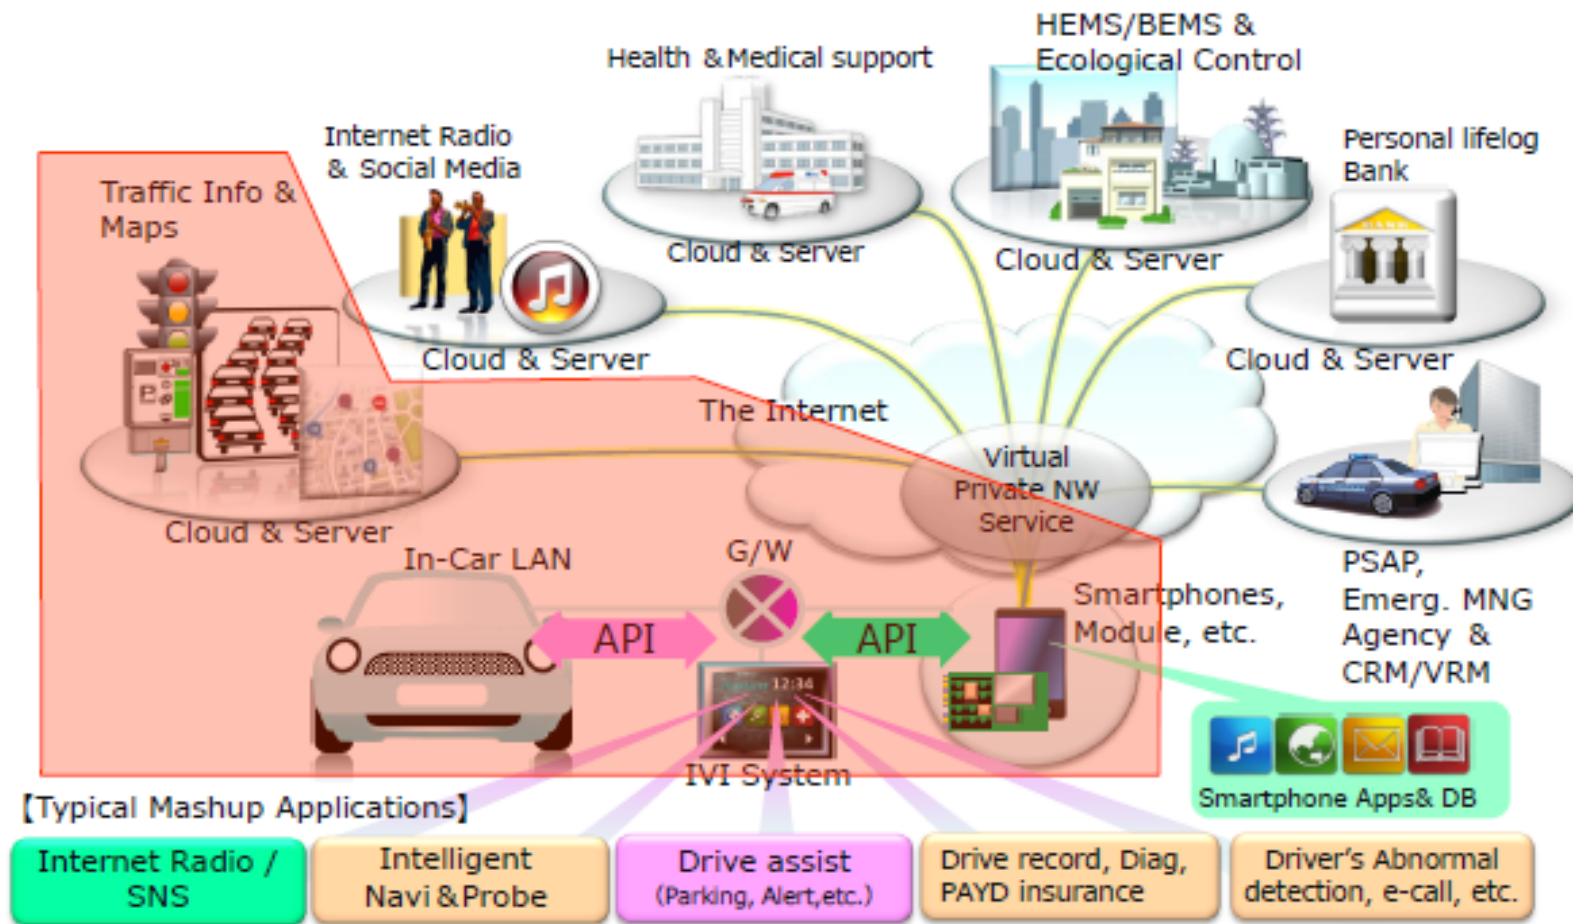 HEMS/BEMS &
Ecological Control
Health &Medical support
Internet Radio
& Social Media
Personal lifelog
Bank
Traffic Info &
Maps
BANK
Cloud & Server
Cloud & Server
Cloud & Server
Cloud & Server
The Internet
Virtual
Private NW
Service
Cloud & Server
In-Car LAN
G/W
PSAP,
Emerg. MNG
Agency &
CRM/VRM
Smartphones,
Module, etc.
API
API
12:34
IVI System
Smartphone Apps& DB
【Typical Mashup Applications】
Internet Radio /
SNS
Intelligent
Navi &Probe
Drive assist
(Parking, Alert,etc.)
Drive record, Diag,
PAYD insurance
Driver's Abnormal
detection, e-call, etc.